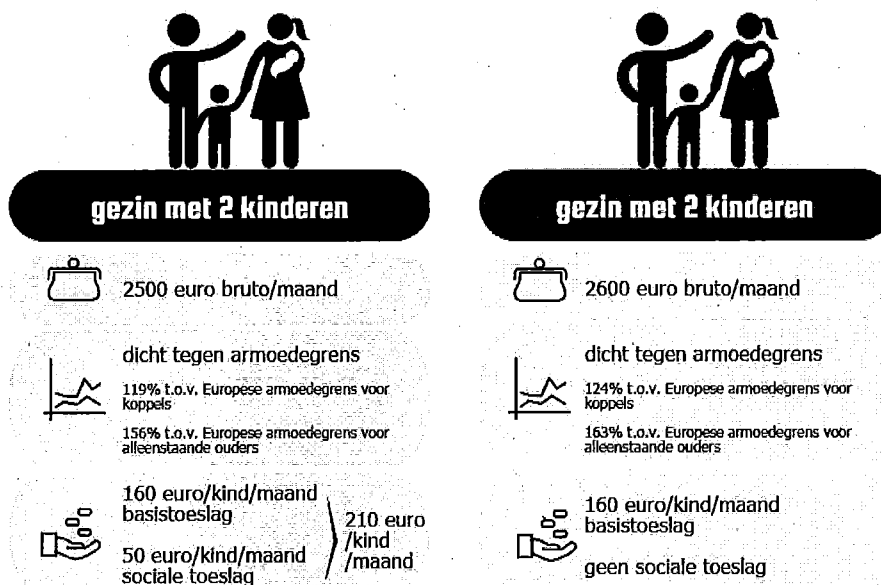 gezin met 2 kinderen
2500 euro bruto/maand
dicht tegen armoedegrens
119% t.o.v. Europese armoedegrens voor
koppels
156% t.o.v. Europese armoedegrens voor
alleenstaande ouders
160 euro/kind/maand
basistoeslag
50 euro/kind/maand
sociale toeslag
210 euro
/kind
/maand
gezin met 2 kinderen
2600 euro bruto/maand
dicht tegen armoedegrens
124% t.o.v. Europese armoedegrens voor
koppels
163% t.o.v. Europese armoedegrens voor
alleenstaande ouders
160 euro/kind/maand
basistoeslag
geen sociale toeslag